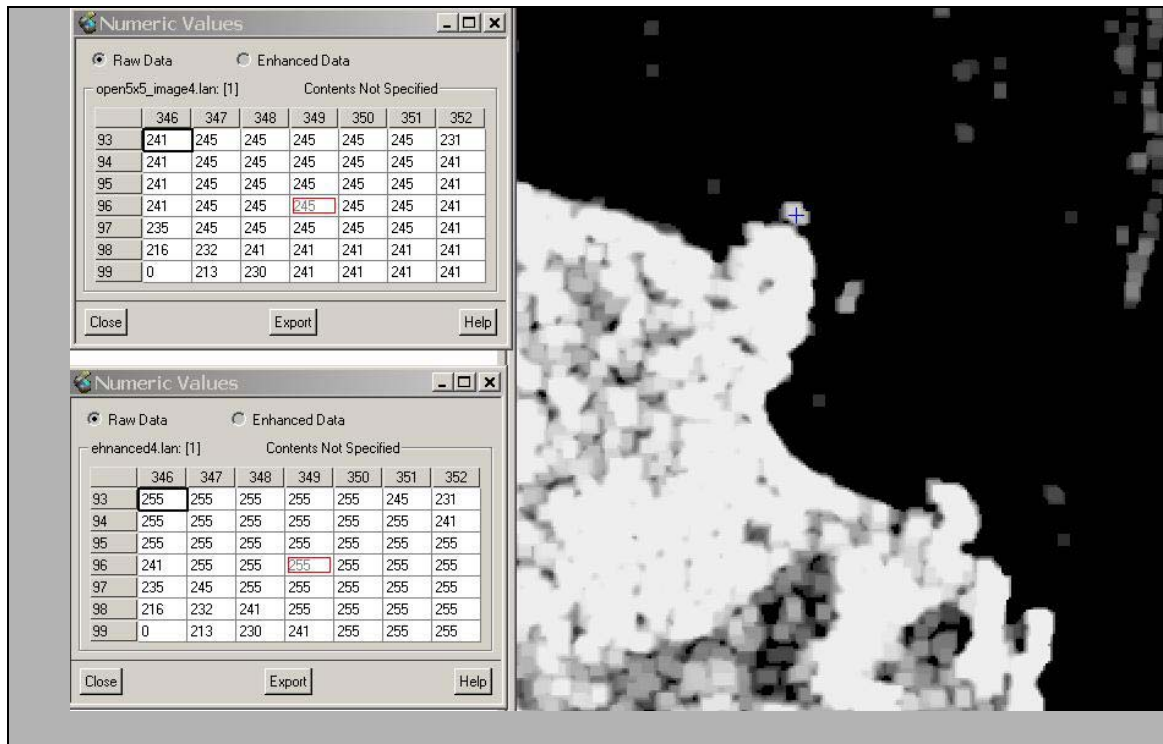 Numeric Values
Raw Data Enhanced Data
open5x5_image4.lan: [1] Contents Not Specified
346 347 348 349 350 351 352
93 241 245 245 245 245 245 231
94 241 245 245 245 245 245 241
95 241 245 245 245 245 245 241
96 241 245 245 245 245 245 241
97 235 245 245 245 245 245 241
98 216 232 241 241 241 241 241
99 0 213 230 241 241 241 241
Close Export Help
Numeric Values
Raw Data Enhanced Data
ehnanced4.lan: [1] Contents Not Specified
346 347 348 349 350 351 352
93 255 255 255 255 255 245 231
94 255 255 255 255 255 255 241
95 255 255 255 255 255 255 255
96 241 255 255 255 255 255 255
97 235 245 255 255 255 255 255
98 216 232 241 255 255 255 255
99 0 213 230 241 255 255 255
Close Export Help